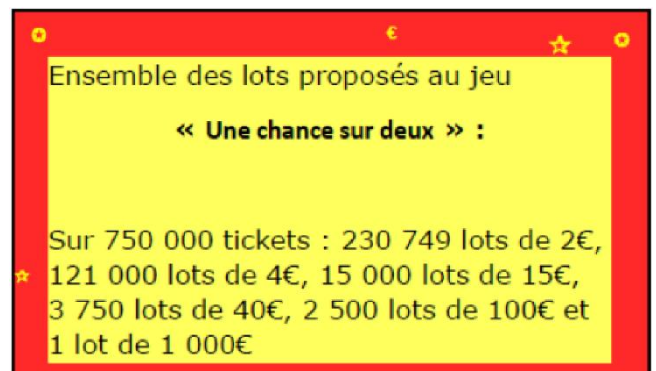 €
Ensemble des lots proposés au jeu
« Une chance sur deux » :
Sur 750 000 tickets : 230 749 lots de 2€,
121 000 lots de 4€, 15 000 lots de 15€,
3 750 lots de 40€, 2 500 lots de 100€ et
1 lot de 1 000€